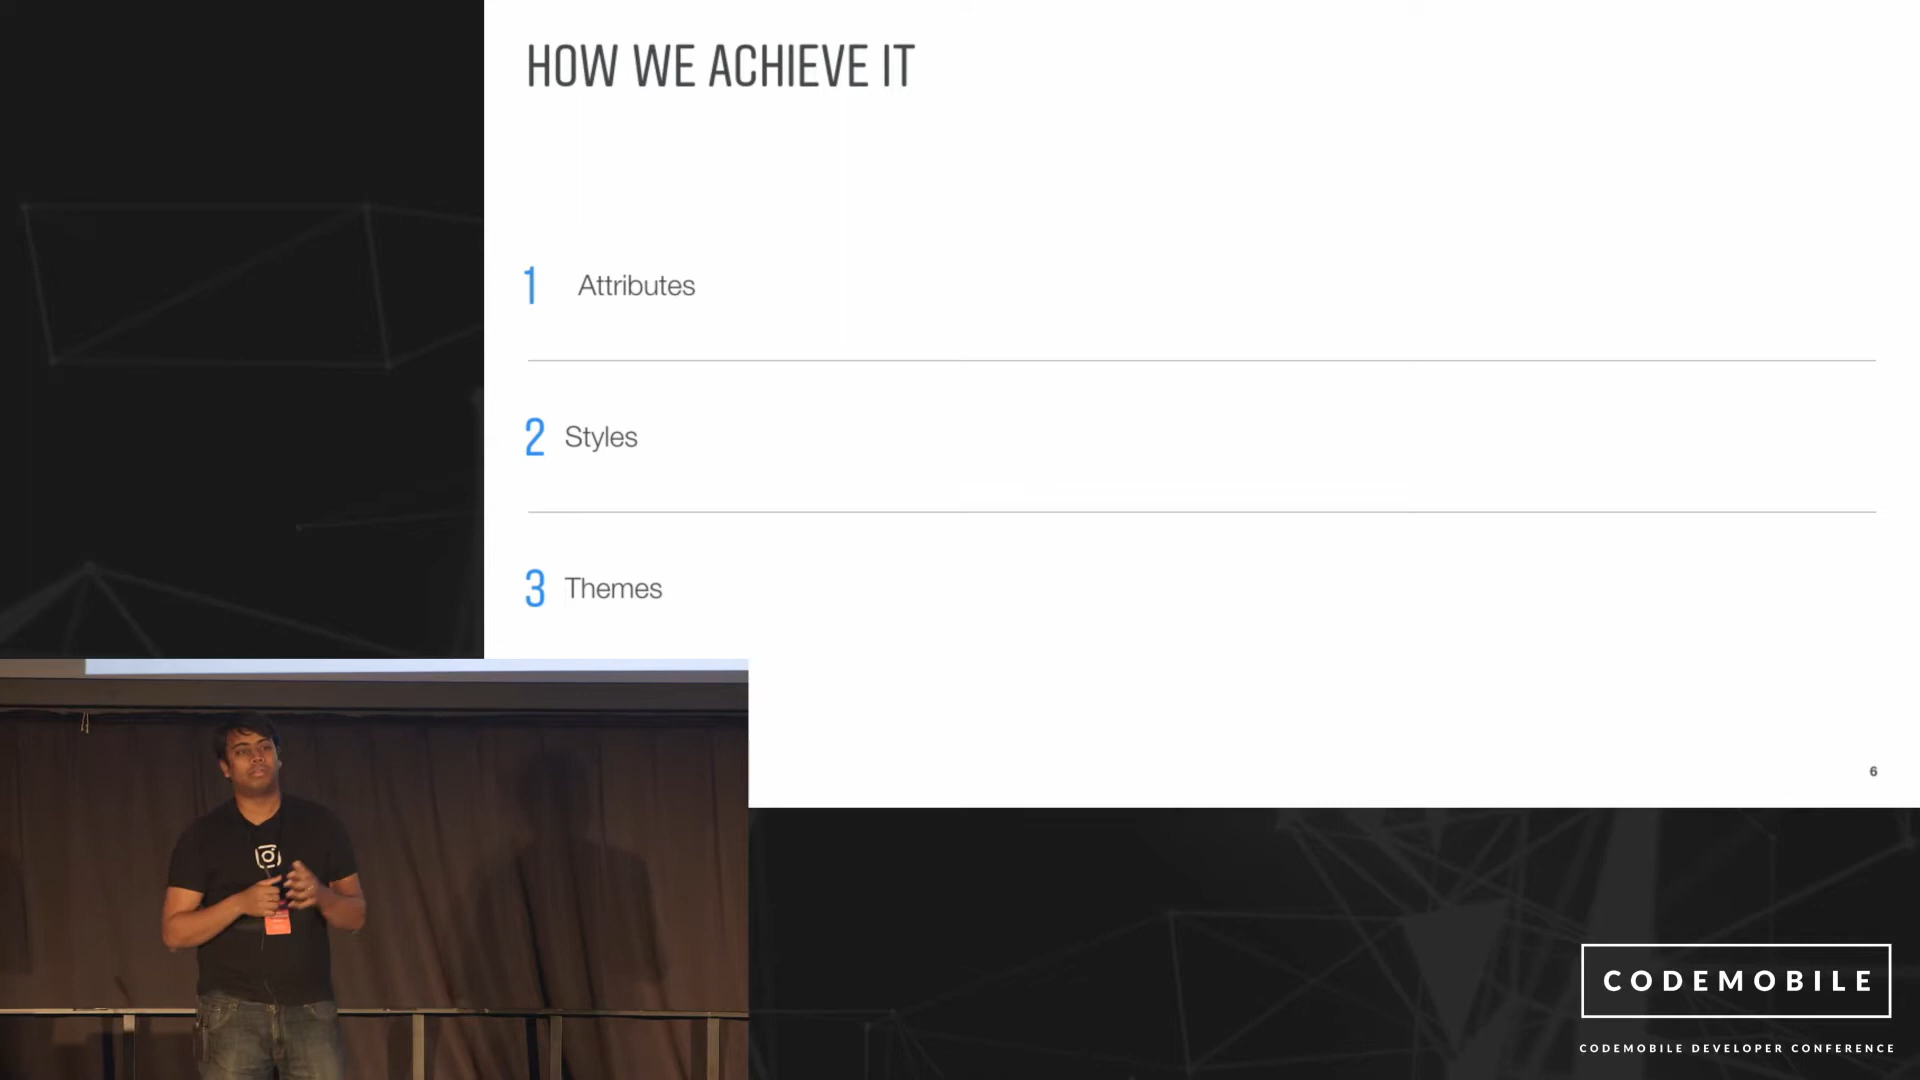 HOW WE ACHIEVE IT
1 Attributes
2 Styles
3 Themes
6
CODEMOBILE
CODEMOBILE DEVELOPER CONFERENCE